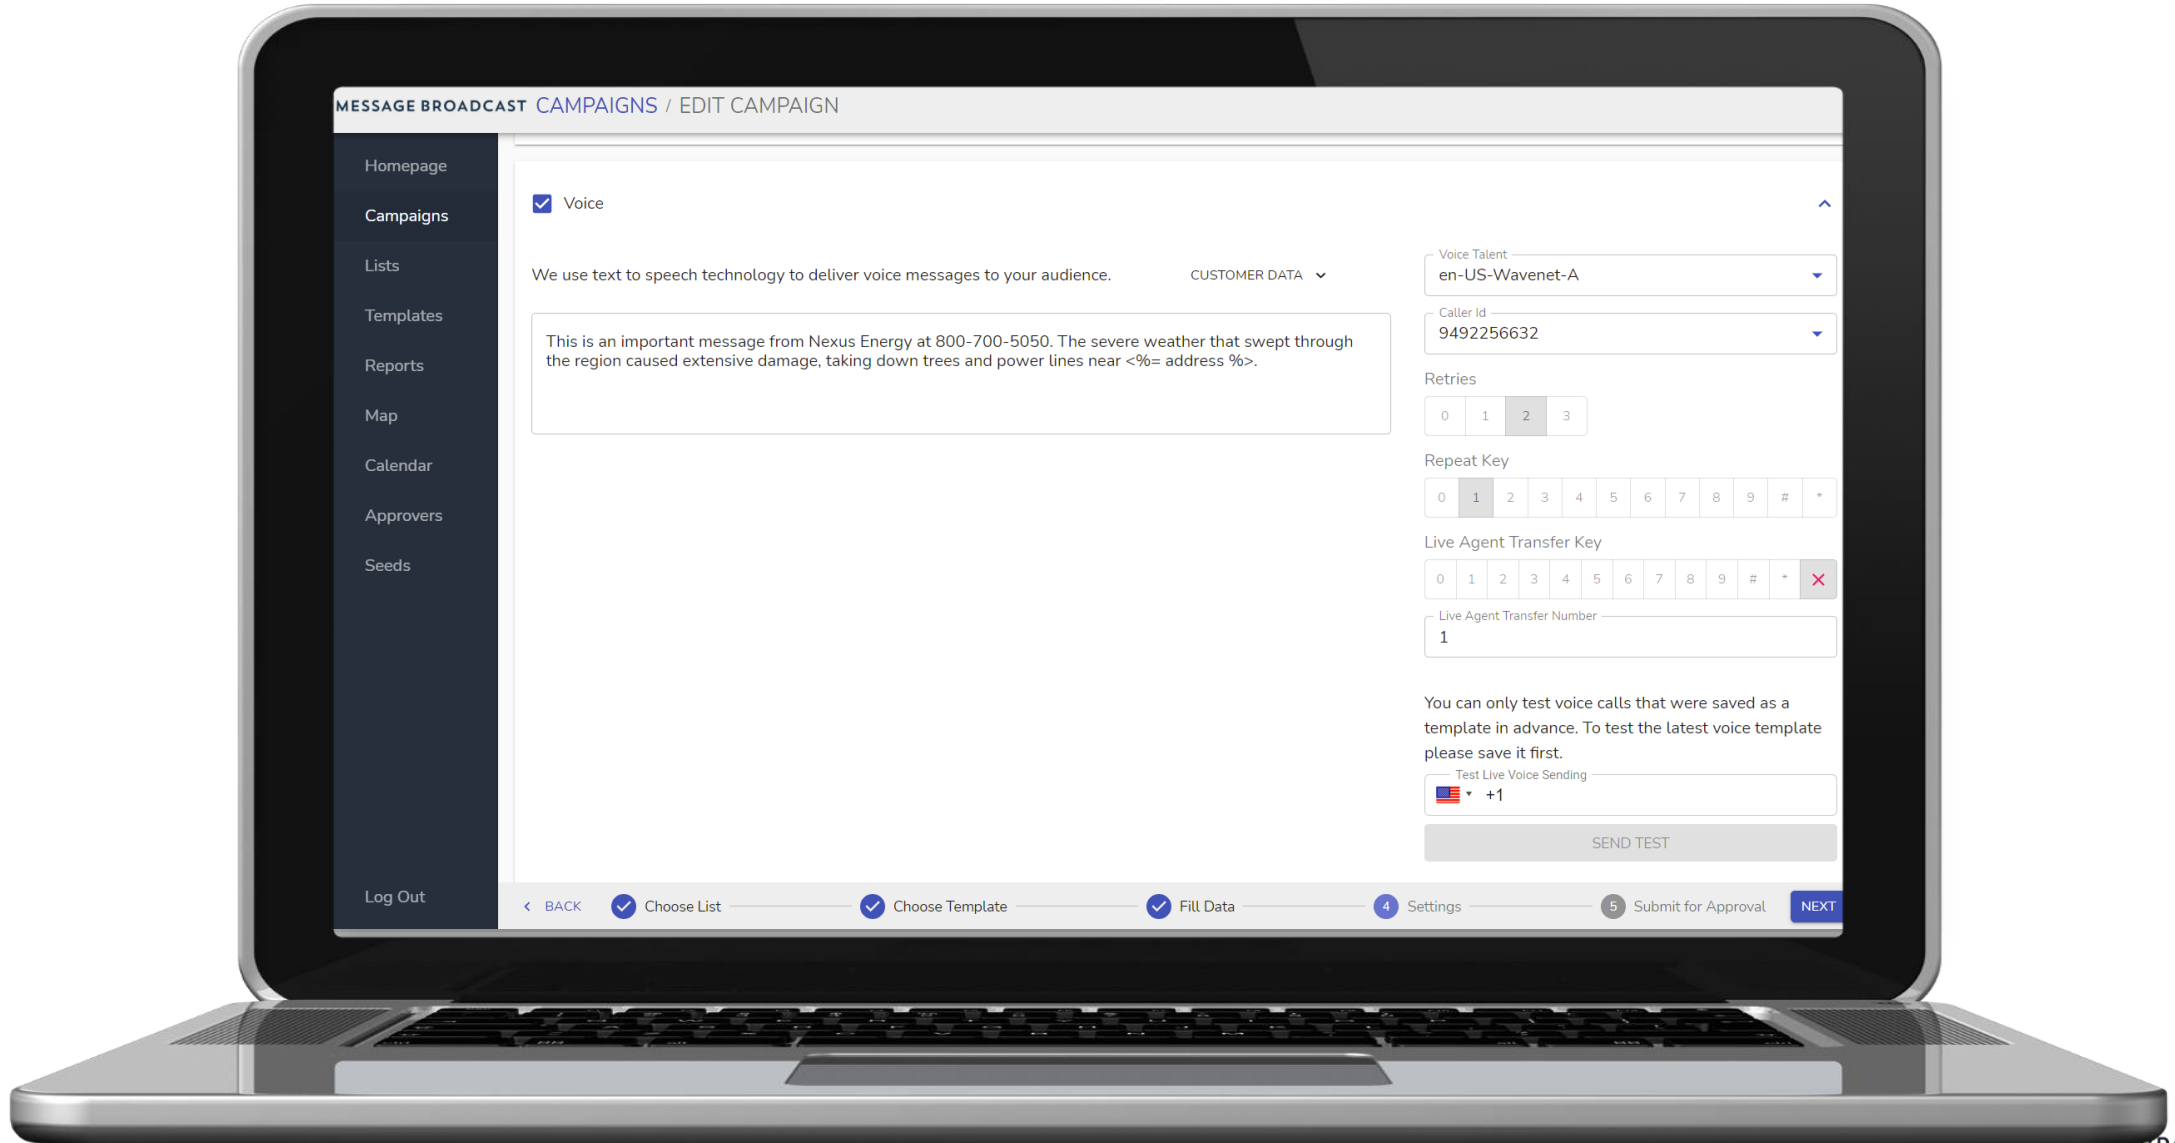 MESSAGE BROADCAST CAMPAIGNS / EDIT CAMPAIGN
Homepage
Campaigns
Lists
Templates
Reports
Map
Calendar
Approvers
Seeds
Log Out
Voice
We use text to speech technology to deliver voice messages to your audience.
CUSTOMER DATA
This is an important message from Nexus Energy at 800-700-5050. The severe weather that swept through
the region caused extensive damage, taking down trees and power lines near <%= address %>.
Voice Talent
en-US-Wavenet-A
Caller Id
9492256632
Retries
0 1 2 3
Repeat Key
0 1 2 3 4 5 6 7 8 9 # *
Live Agent Transfer Key
0 1 2 3 4 5 6 7 8 9 # *
Live Agent Transfer Number
1
You can only test voice calls that were saved as a
template in advance. To test the latest voice template
please save it first.
Test Live Voice Sending
+1
SEND TEST
BACK Choose List Choose Template Fill Data 4 Settings 5 Submit for Approval NEXT